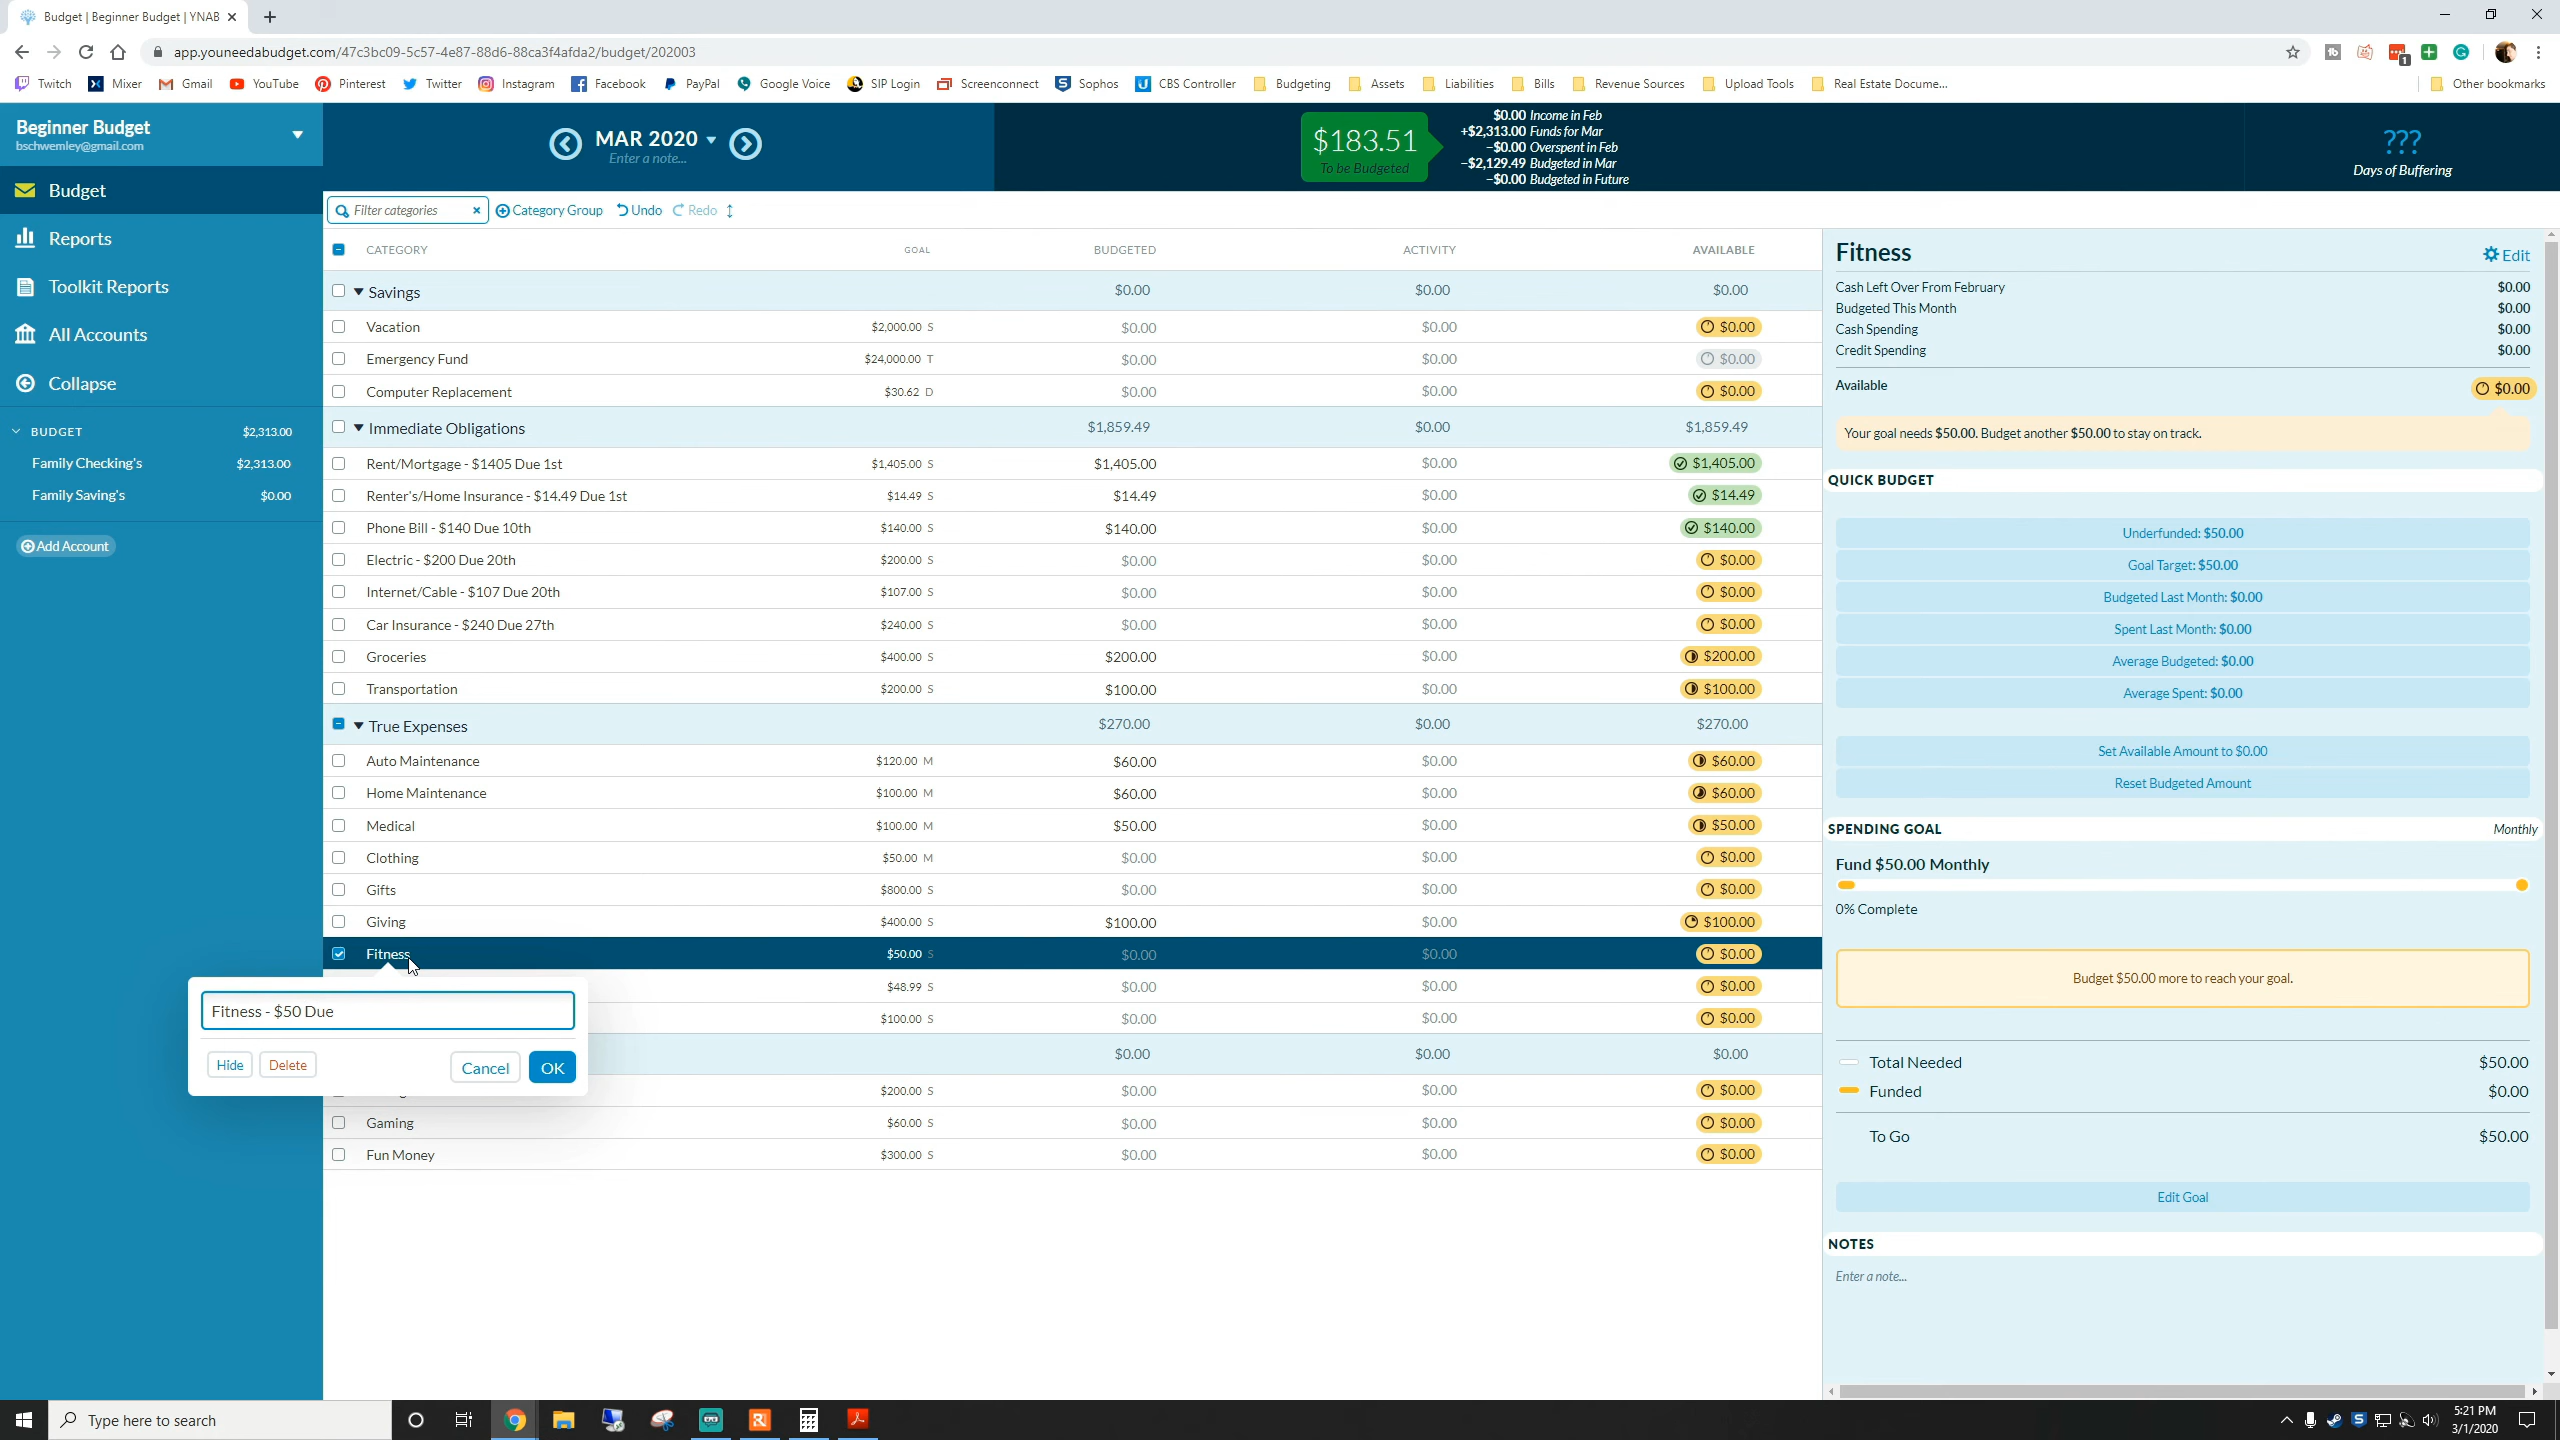 Budget | Beginner Budget | YNAB
app.youneedabudget.com/47c3bc09-5c57-4e87-88d6-88ca3f4afda2/budget/202003
Twitch Mixer Gmail YouTube Pinterest Twitter Instagram Facebook PayPal Google Voice SIP Login Screenconnect Sophos CBS Controller Budgeting Assets Liabilities Bills Revenue Sources Upload Tools Real Estate Docume... Other bookmarks
Beginner Budget
bschwemley@gmail.com
Budget
Reports
Toolkit Reports
All Accounts
Collapse
BUDGET $2,313.00
Family Checking's $2,313.00
Family Saving's $0.00
Add Account
MAR 2020
Enter a note...
$183.51
To be Budgeted
$0.00 Income in Feb
+$2,313.00 Funds for Mar
-$0.00 Overspent in Feb
-$2,129.49 Budgeted in Mar
-$0.00 Budgeted in Future
???
Days of Buffering
Filter categories Category Group Undo Redo
CATEGORY GOAL BUDGETED ACTIVITY AVAILABLE
Savings $0.00 $0.00 $0.00
Vacation $2,000.00 S $0.00 $0.00 $0.00
Emergency Fund $24,000.00 T $0.00 $0.00 $0.00
Computer Replacement $30.62 D $0.00 $0.00 $0.00
Immediate Obligations $1,859.49 $0.00 $1,859.49
Rent/Mortgage - $1405 Due 1st $1,405.00 S $1,405.00 $0.00 $1,405.00
Renter's/Home Insurance - $14.49 Due 1st $14.49 S $14.49 $0.00 $14.49
Phone Bill - $140 Due 10th $140.00 S $140.00 $0.00 $140.00
Electric - $200 Due 20th $200.00 S $0.00 $0.00 $0.00
Internet/Cable - $107 Due 20th $107.00 S $0.00 $0.00 $0.00
Car Insurance - $240 Due 27th $240.00 S $0.00 $0.00 $0.00
Groceries $400.00 S $200.00 $0.00 $200.00
Transportation $200.00 S $100.00 $0.00 $100.00
True Expenses $270.00 $0.00 $270.00
Auto Maintenance $120.00 M $60.00 $0.00 $60.00
Home Maintenance $100.00 M $60.00 $0.00 $60.00
Medical $100.00 M $50.00 $0.00 $50.00
Clothing $50.00 M $0.00 $0.00 $0.00
Gifts $800.00 S $0.00 $0.00 $0.00
Giving $400.00 S $100.00 $0.00 $100.00
Fitness $50.00 S $0.00 $0.00 $0.00
$48.99 S $0.00 $0.00 $0.00
$100.00 S $0.00 $0.00 $0.00
$0.00 $0.00 $0.00
$200.00 S $0.00 $0.00 $0.00
Gaming $60.00 S $0.00 $0.00 $0.00
Fun Money $300.00 S $0.00 $0.00 $0.00
Fitness - $50 Due
Hide Delete Cancel OK
Fitness Edit
Cash Left Over From February $0.00
Budgeted This Month $0.00
Cash Spending $0.00
Credit Spending $0.00
Available $0.00
Your goal needs $50.00. Budget another $50.00 to stay on track.
QUICK BUDGET
Underfunded: $50.00
Goal Target: $50.00
Budgeted Last Month: $0.00
Spent Last Month: $0.00
Average Budgeted: $0.00
Average Spent: $0.00
Set Available Amount to $0.00
Reset Budgeted Amount
SPENDING GOAL Monthly
Fund $50.00 Monthly
0% Complete
Budget $50.00 more to reach your goal.
Total Needed $50.00
Funded $0.00
To Go $50.00
Edit Goal
NOTES
Enter a note...
Type here to search
5:21 PM
3/1/2020